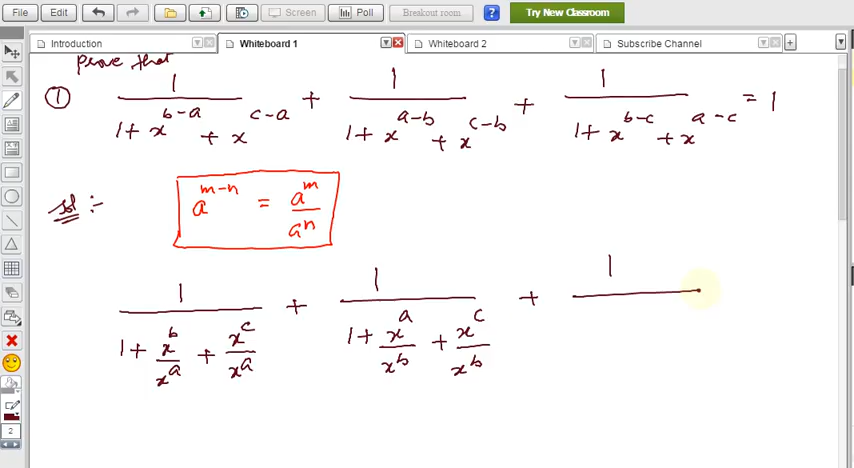 File Edit Screen Poll Breakout room ? Try New Classroom
Introduction Whiteboard 1 Whiteboard 2 Subscribe Channel
Prove that
① 1/(1 + x^(b-a) + x^(c-a)) + 1/(1 + x^(a-b) + x^(c-b)) + 1/(1 + x^(b-c) + x^(a-c)) = 1
Sol :- a^(m-n) = a^m/a^n
1/(1 + x^b/x^a + x^c/x^a) + 1/(1 + x^a/x^b + x^c/x^b) + 1/
2